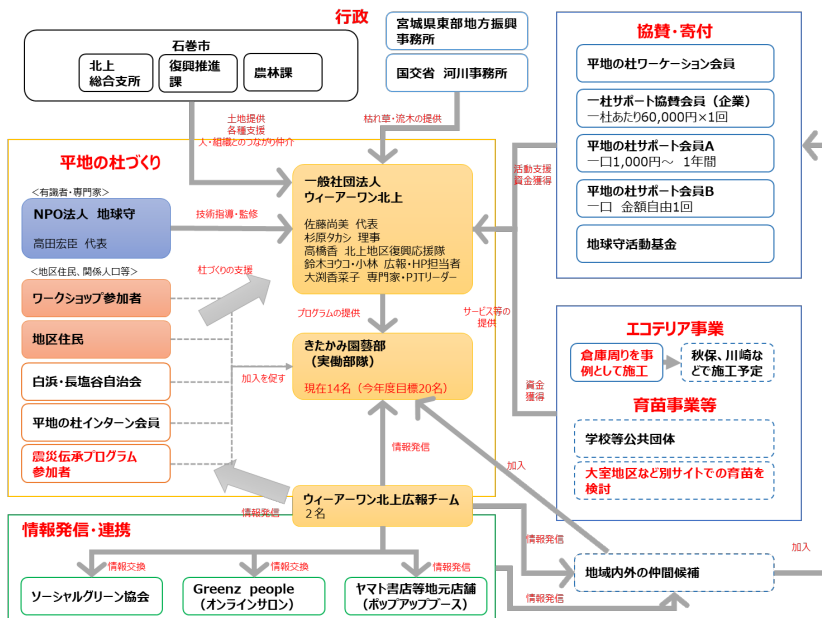 行政
石巻市
北上
総合支所
復興推進
課
農林課
宮城県東部地方振興
事務所
国交省 河川事務所
土地提供
各種支援
人・組織とのつながり仲介
枯れ草・流木の提供
協賛・寄付
平地の杜ワーケーション会員
一杜サポート協賛会員（企業）
一杜あたり60,000円×1回
平地の杜サポート会員A
一口1,000円～ 1年間
平地の杜サポート会員B
一口 金額自由1回
地球守活動基金
活動支援
資金獲得
平地の杜づくり
＜有識者・専門家＞
NPO法人 地球守
高田宏臣 代表
技術指導・監修
一般社団法人
ウィーアーワン北上
佐藤尚美 代表
杉原タカシ 理事
高橋香 北上地区復興応援隊
鈴木ヨウコ・小林 広報・HP担当者
大渕香菜子 専門家・PJTリーダー
＜地区住民、関係人口等＞
ワークショップ参加者
地区住民
白浜・長塩谷自治会
平地の杜インターン会員
震災伝承プログラム
参加者
杜づくりの支援
加入を促す
プログラムの提供
サービス等の
提供
きたかみ園藝部
（実働部隊）
現在14名（今年度目標20名）
エコテリア事業
倉庫周りを事
例として施工
秋保、川崎な
どで施工予定
育苗事業等
学校等公共団体
大室地区など別サイトでの育苗を
検討
資金
獲得
情報発信
加入
ウィーアーワン北上広報チーム
２名
情報発信
情報発信・連携
情報交換
情報交換
情報発信
ソーシャルグリーン協会
Greenz people
（オンラインサロン）
ヤマト書店等地元店舗
（ポップアップブース）
情報発信
情報発信
地域内外の仲間候補
加入